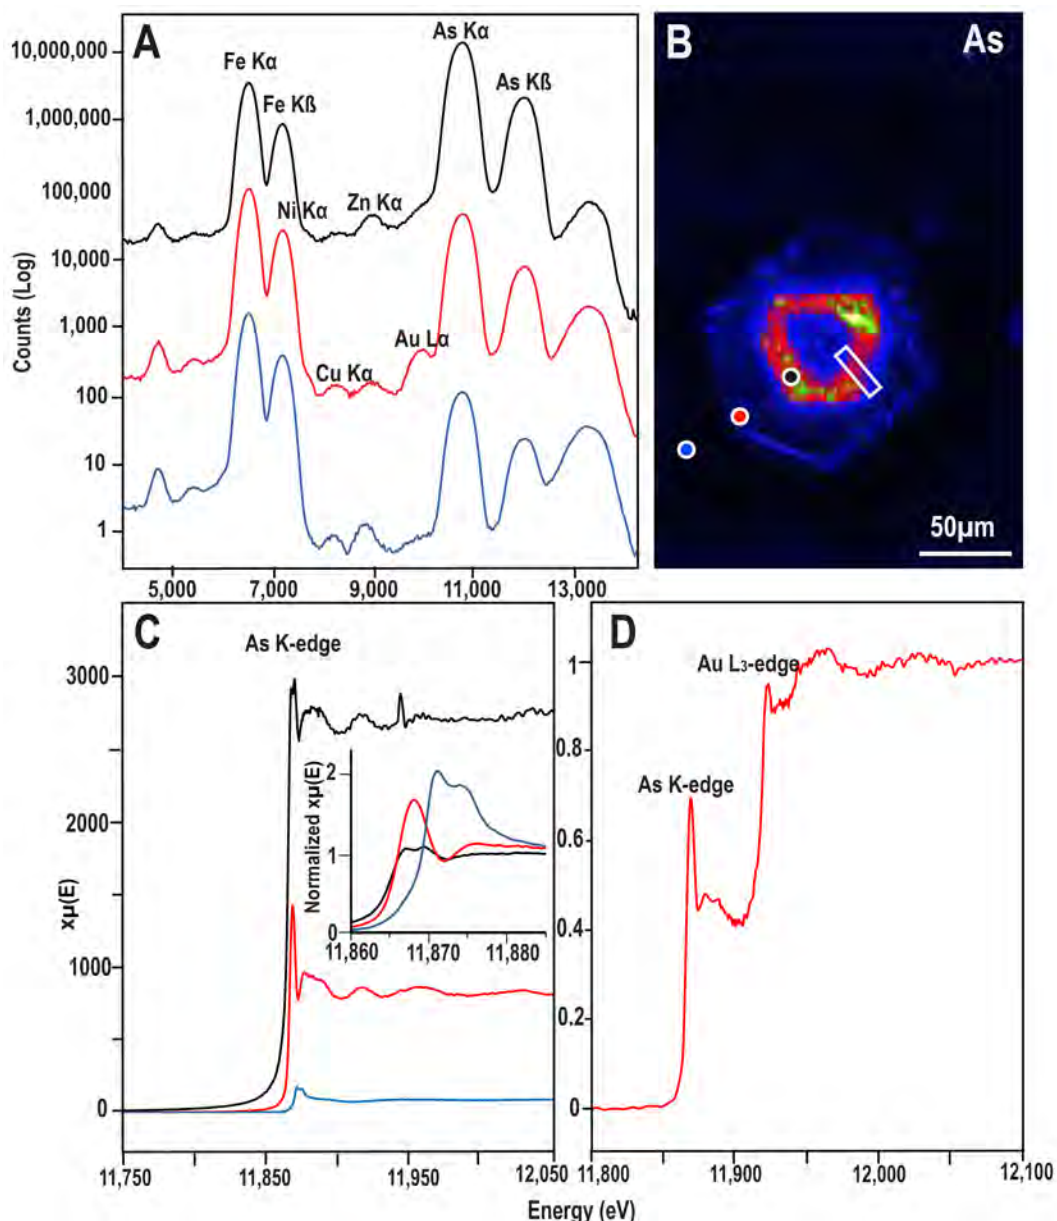 A
As Kα
10,000,000
Fe Kα
As Kß
Fe Kß
1,000,000
100,000
Ni Kα
Zn Kα
10,000
1,000
Au Lα
Cu Kα
100
10
1
Counts (Log)
5,000 7,000 9,000 11,000 13,000
B
As
50µm
C
As K-edge
3000
2000
1000
0
xµ(E)
Normalized xµ(E)
2
1
0
11,860 11,870 11,880
11,750 11,850 11,950 12,050
D
Au L3-edge
As K-edge
1
0.8
0.6
0.4
0.2
0
11,800 11,900 12,000 12,100
Energy (eV)